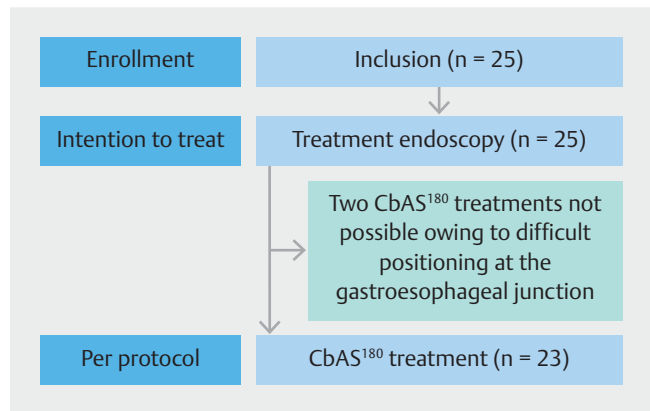 Enrollment
Inclusion (n = 25)
Intention to treat
Treatment endoscopy (n = 25)
Two CbAS¹⁸⁰ treatments not
possible owing to difficult
positioning at the
gastroesophageal junction
Per protocol
CbAS¹⁸⁰ treatment (n = 23)